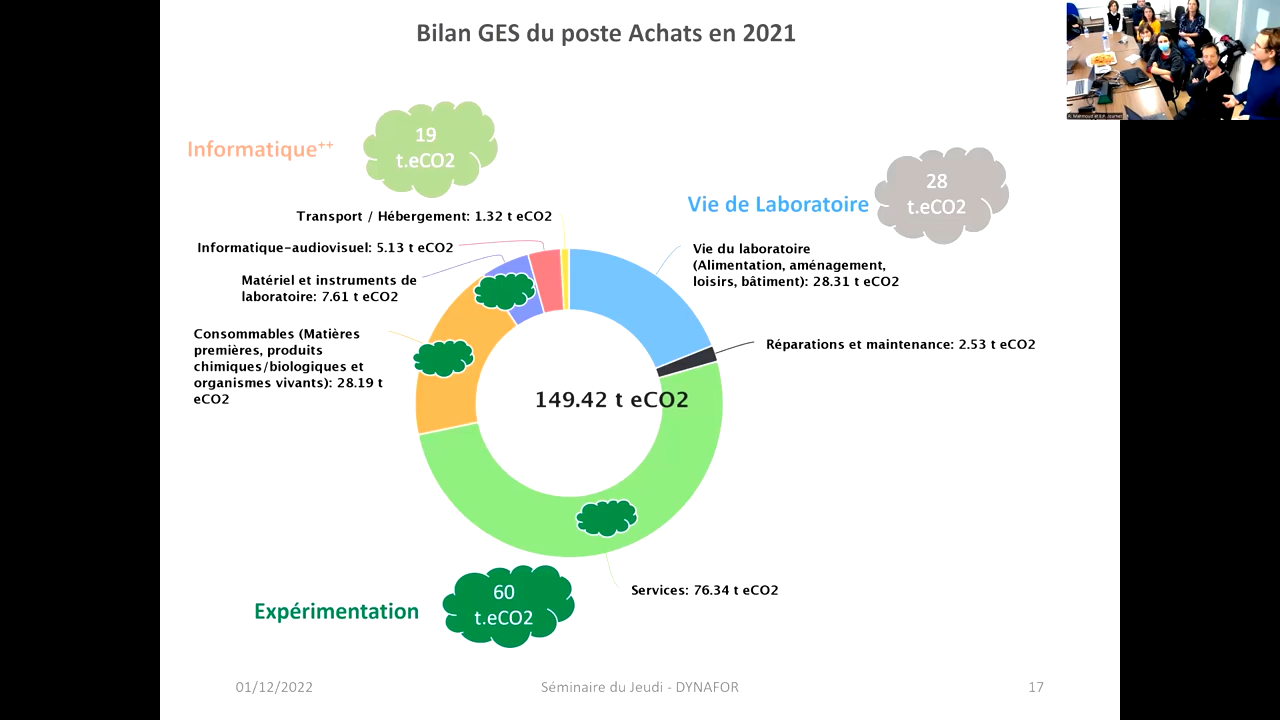 Bilan GES du poste Achats en 2021
Informatique⁺⁺
19
t.eCO2
Vie de Laboratoire
28
t.eCO2
Transport / Hébergement: 1.32 t eCO2
Informatique-audiovisuel: 5.13 t eCO2
Matériel et instruments de
laboratoire: 7.61 t eCO2
Consommables (Matières
premières, produits
chimiques/biologiques et
organismes vivants): 28.19 t
eCO2
Vie du laboratoire
(Alimentation, aménagement,
loisirs, bâtiment): 28.31 t eCO2
Réparations et maintenance: 2.53 t eCO2
149.42 t eCO2
Services: 76.34 t eCO2
Expérimentation
60
t.eCO2
01/12/2022
Séminaire du Jeudi - DYNAFOR
17